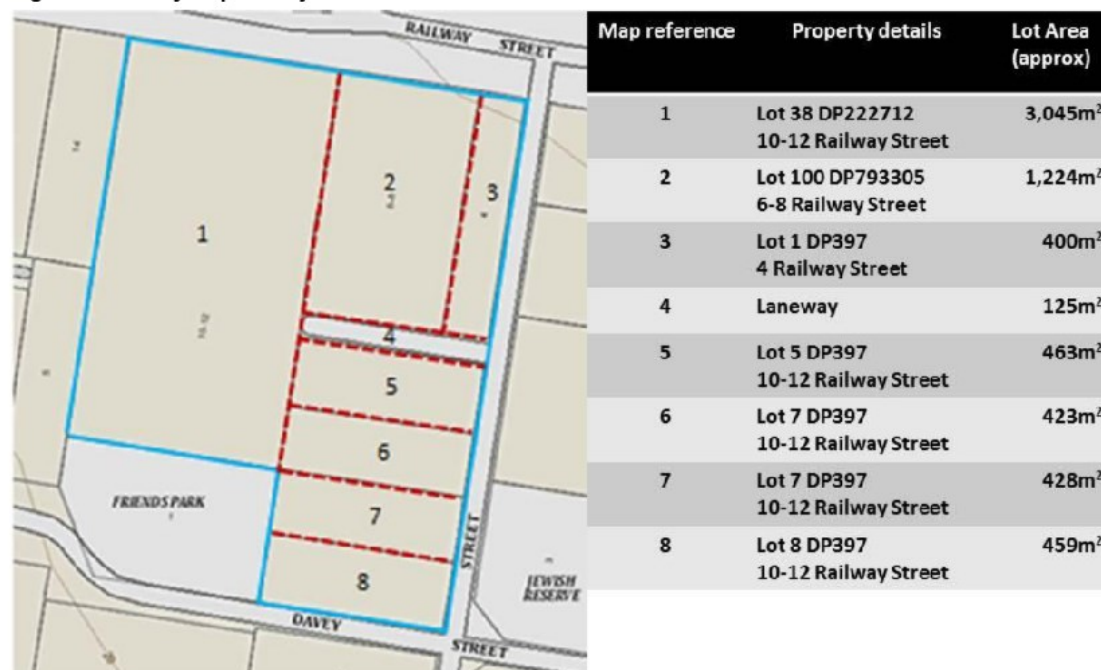 RAILWAY STREET
1
2
3
4
5
6
7
8
FRIENDS PARK
STREET
JEWISH
RESERVE
DAVEY
STREET
Map reference Property details Lot Area
(approx)
1 Lot 38 DP222712 3,045m²
10-12 Railway Street
2 Lot 100 DP793305 1,224m²
6-8 Railway Street
3 Lot 1 DP397 400m²
4 Railway Street
4 Laneway 125m²
5 Lot 5 DP397 463m²
10-12 Railway Street
6 Lot 7 DP397 423m²
10-12 Railway Street
7 Lot 7 DP397 428m²
10-12 Railway Street
8 Lot 8 DP397 459m²
10-12 Railway Street